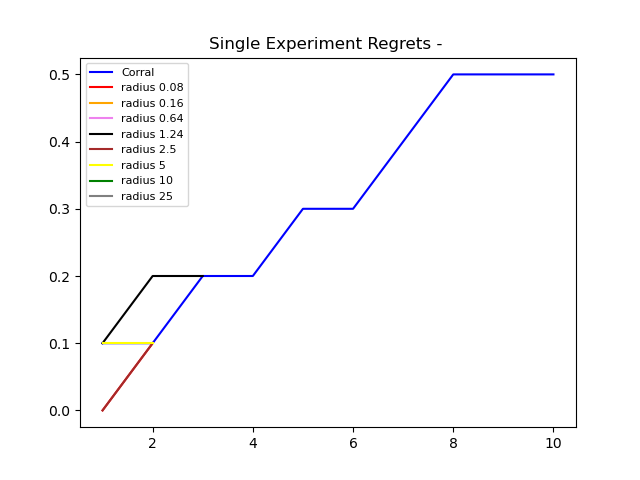 Single Experiment Regrets -
Corral
radius 0.08
radius 0.16
radius 0.64
radius 1.24
radius 2.5
radius 5
radius 10
radius 25
0.5
0.4
0.3
0.2
0.1
0.0
2 4 6 8 10